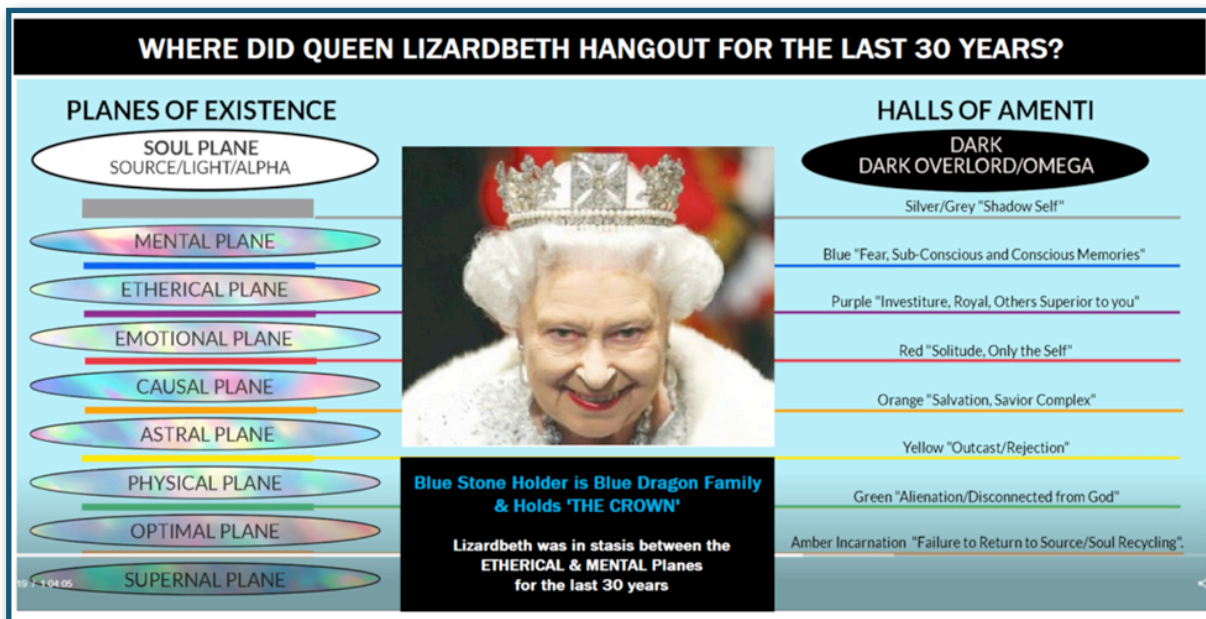 WHERE DID QUEEN LIZARDBETH HANGOUT FOR THE LAST 30 YEARS?
PLANES OF EXISTENCE
SOUL PLANE
SOURCE/LIGHT/ALPHA
MENTAL PLANE
ETHERICAL PLANE
EMOTIONAL PLANE
CAUSAL PLANE
ASTRAL PLANE
PHYSICAL PLANE
OPTIMAL PLANE
SUPERNAL PLANE
Blue Stone Holder is Blue Dragon Family
& Holds 'THE CROWN'
Lizardbeth was in stasis between the
ETHERICAL & MENTAL Planes
for the last 30 years
HALLS OF AMENTI
DARK
DARK OVERLORD/OMEGA
Silver/Grey "Shadow Self"
Blue "Fear, Sub-Conscious and Conscious Memories"
Purple "Investiture, Royal, Others Superior to you"
Red "Solitude, Only the Self"
Orange "Salvation, Savior Complex"
Yellow "Outcast/Rejection"
Green "Alienation/Disconnected from God"
Amber Incarnation "Failure to Return to Source/Soul Recycling".
19 / 1:04:05